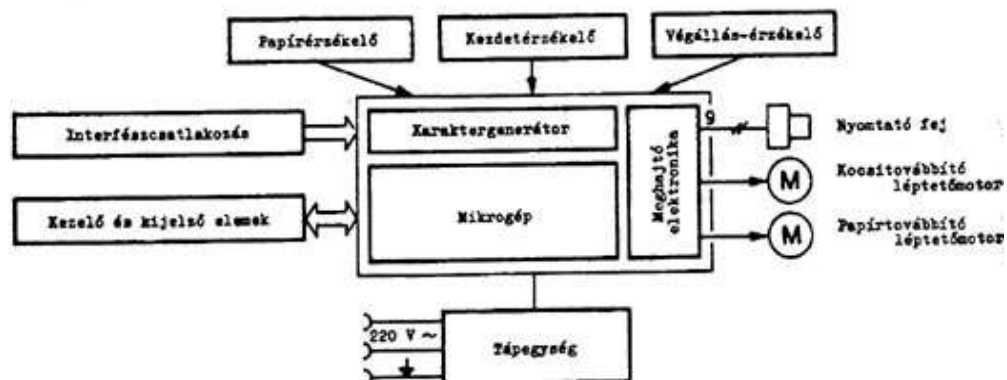 Papírérzékelő
Kezdetérzékelő
Végállás-érzékelő
Interfészcsatlakozás
Karaktergenerátor
Meghajtó
elektronika
9
Nyomtató fej
Kezelő és kijelző elemek
Mikrogép
M
Kocsitovábbító
léptetőmotor
M
Papírtovábbító
léptetőmotor
220 V ~
Tápegység